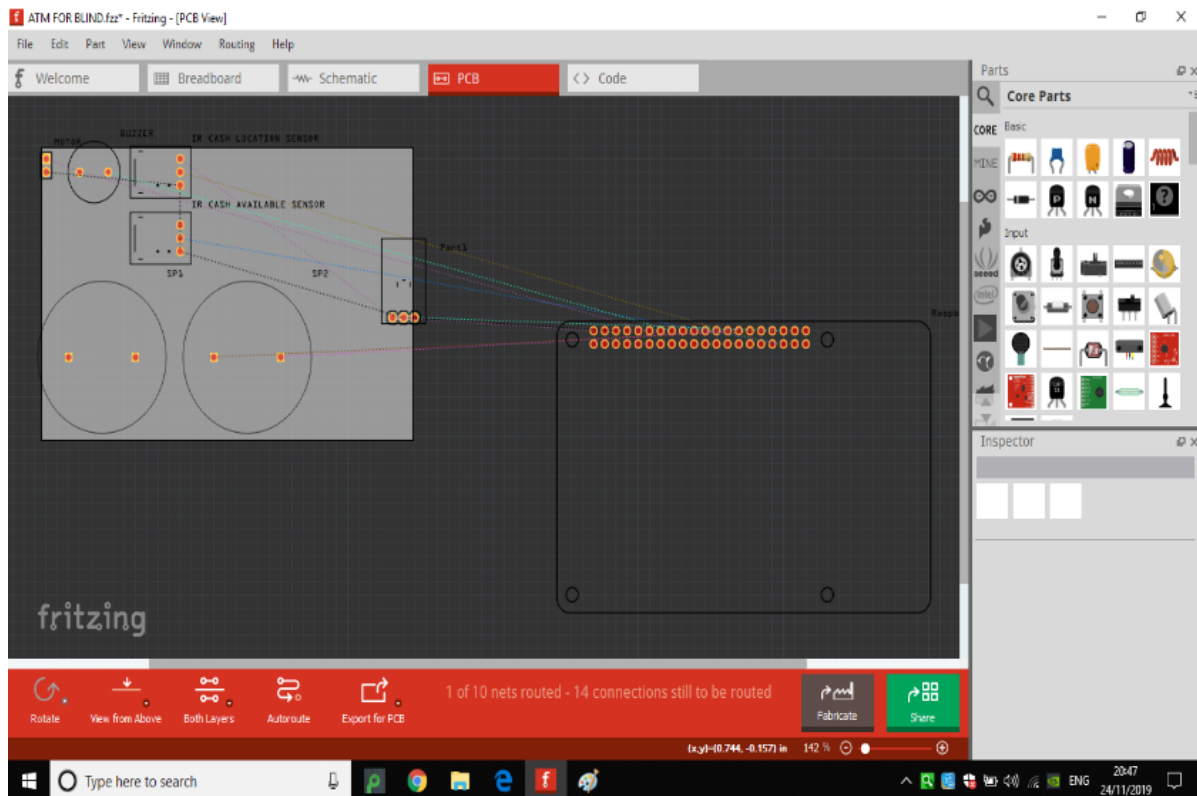 ATM FOR BLIND.fzz* - Fritzing - [PCB View]
File Edit Part View Window Routing Help
Welcome Breadboard Schematic PCB Code
Parts
Core Parts
CORE Basic
MINE
Input
seeed
intel
MOTOR BUZZER IR CASH LOCATION SENSOR
IR CASH AVAILABLE SENSOR
SP1 SP2 Part1
Raspb
Inspector
fritzing
1 of 10 nets routed - 14 connections still to be routed
Rotate View from Above Both Layers Autoroute Export for PCB Fabricate Share
(x,y)=(0.744, -0.157) in 142 %
Type here to search
ENG
20:47
24/11/2019